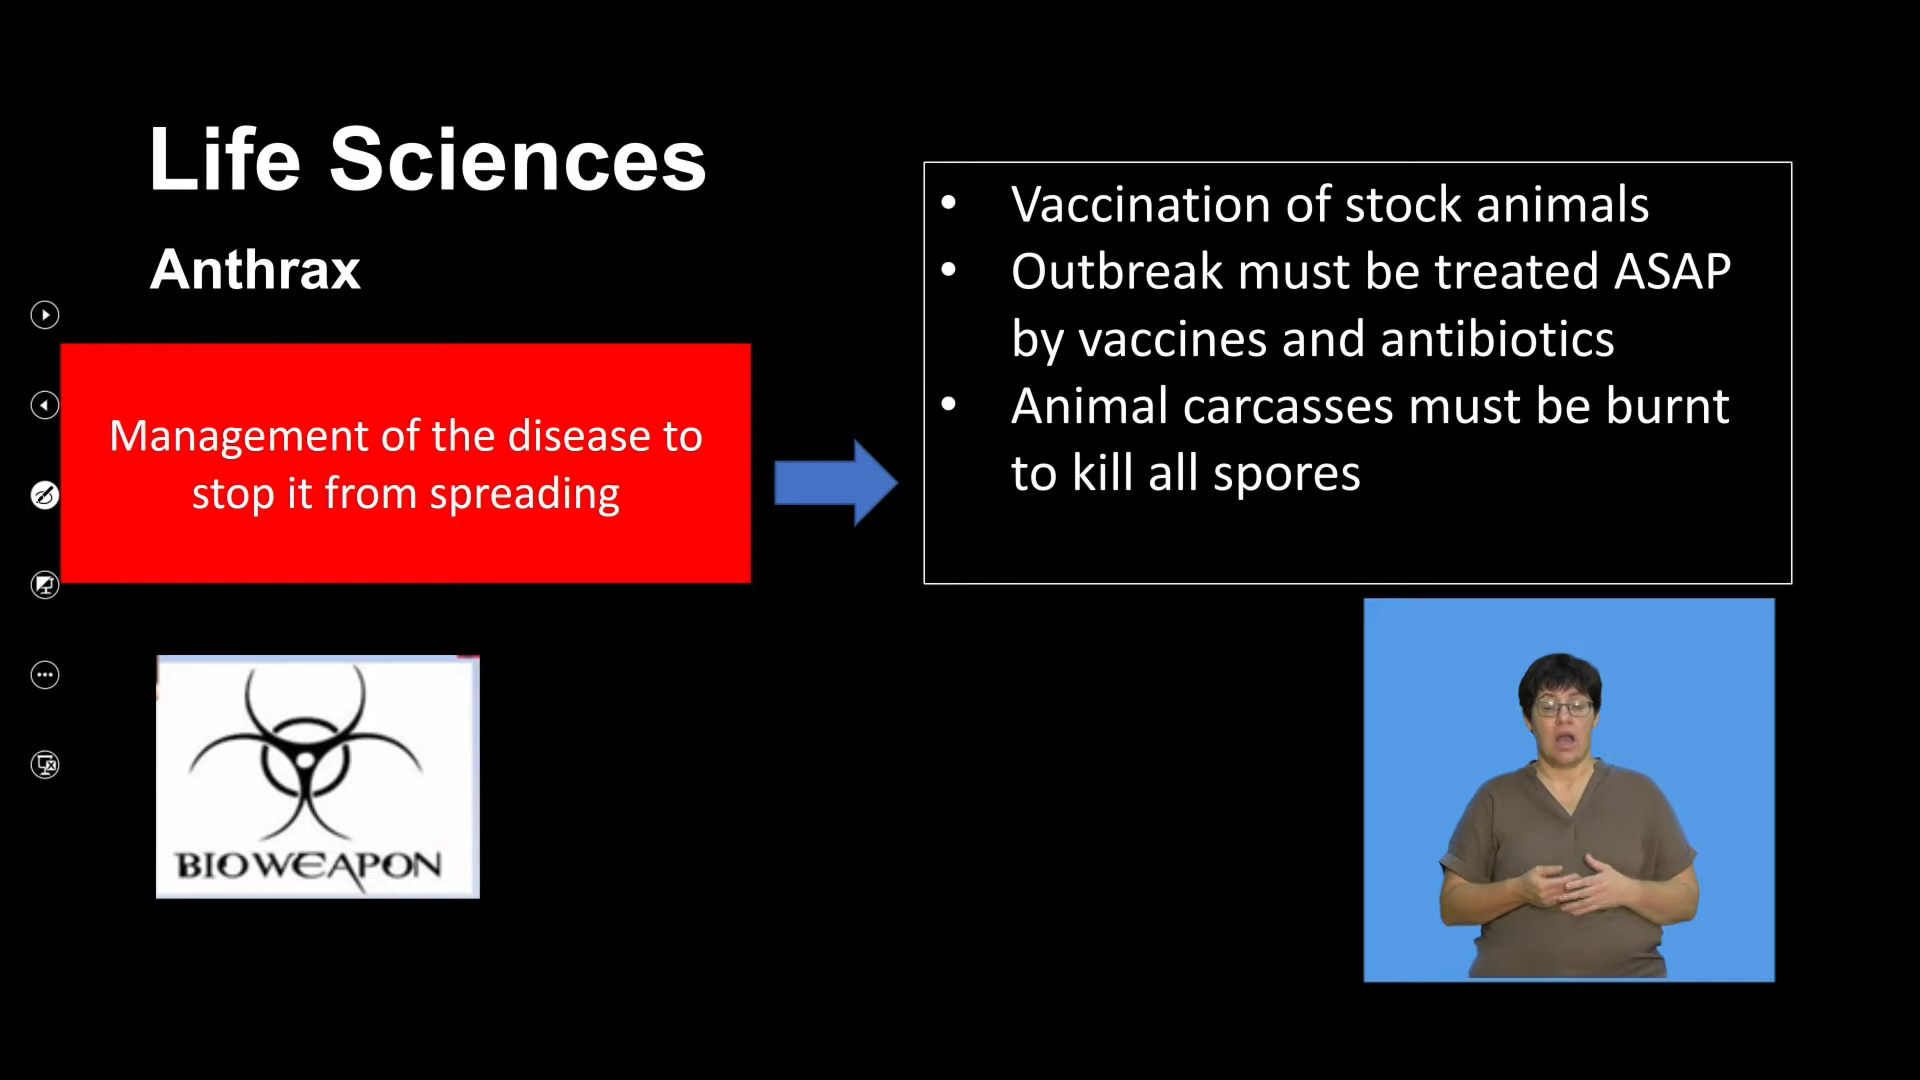 Life Sciences
Anthrax
Management of the disease to
stop it from spreading
• Vaccination of stock animals
• Outbreak must be treated ASAP
by vaccines and antibiotics
• Animal carcasses must be burnt
to kill all spores
BIOWEAPON